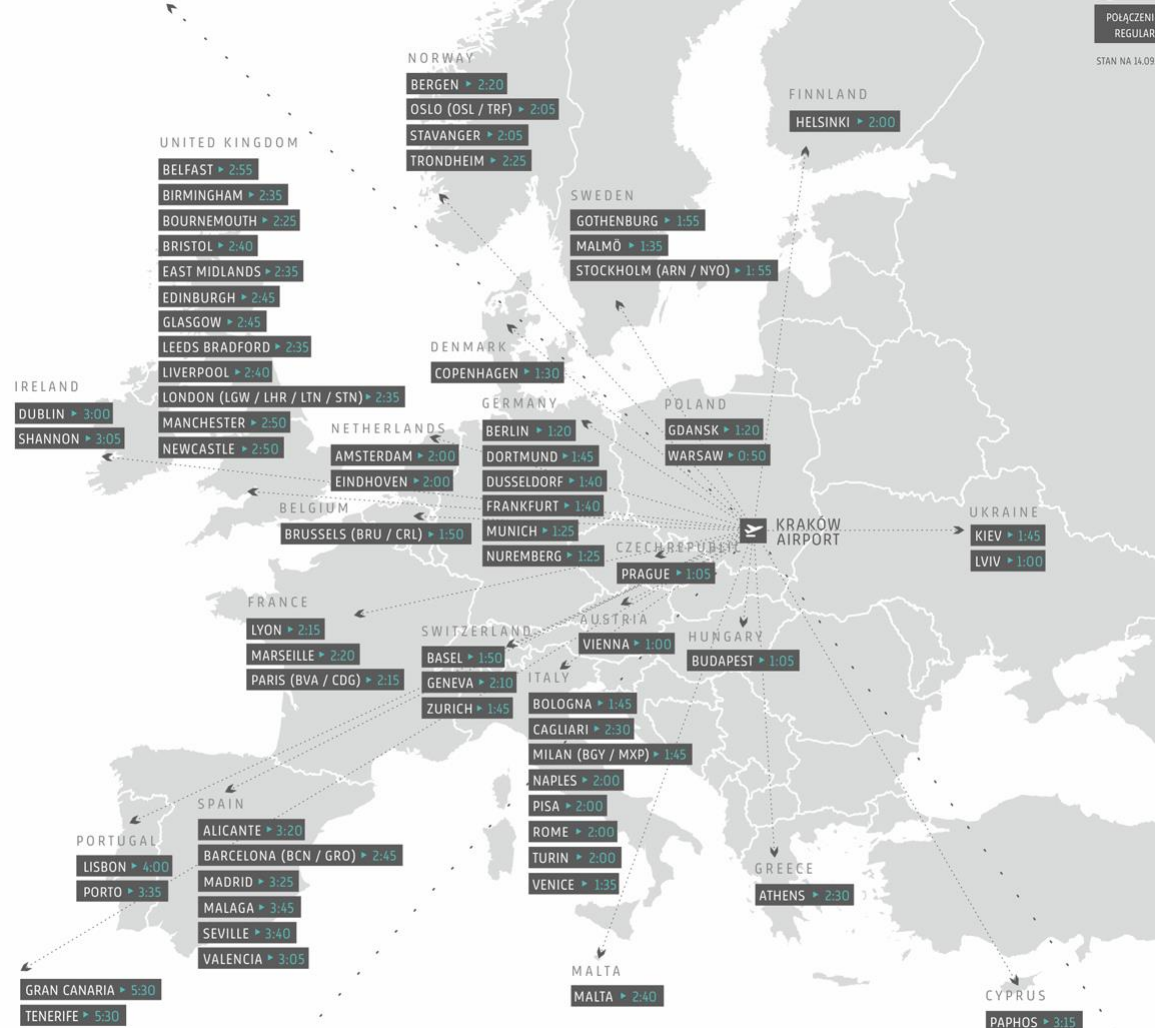 POŁĄCZENI
REGULAR
STAN NA 14.09
NORWAY
BERGEN ▸ 2:20
OSLO (OSL / TRF) ▸ 2:05
STAVANGER ▸ 2:05
TRONDHEIM ▸ 2:25
FINNLAND
HELSINKI ▸ 2:00
UNITED KINGDOM
BELFAST ▸ 2:55
BIRMINGHAM ▸ 2:35
BOURNEMOUTH ▸ 2:25
BRISTOL ▸ 2:40
EAST MIDLANDS ▸ 2:35
EDINBURGH ▸ 2:45
GLASGOW ▸ 2:45
LEEDS BRADFORD ▸ 2:35
LIVERPOOL ▸ 2:40
LONDON (LGW / LHR / LTN / STN) ▸ 2:35
MANCHESTER ▸ 2:50
NEWCASTLE ▸ 2:50
SWEDEN
GOTHENBURG ▸ 1:55
MALMÖ ▸ 1:35
STOCKHOLM (ARN / NYO) ▸ 1: 55
DENMARK
COPENHAGEN ▸ 1:30
IRELAND
DUBLIN ▸ 3:00
SHANNON ▸ 3:05
NETHERLANDS
AMSTERDAM ▸ 2:00
EINDHOVEN ▸ 2:00
GERMANY
BERLIN ▸ 1:20
DORTMUND ▸ 1:45
DUSSELDORF ▸ 1:40
FRANKFURT ▸ 1:40
MUNICH ▸ 1:25
NUREMBERG ▸ 1:25
POLAND
GDANSK ▸ 1:20
WARSAW ▸ 0:50
BELGIUM
BRUSSELS (BRU / CRL) ▸ 1:50
KRAKÓW
AIRPORT
UKRAINE
KIEV ▸ 1:45
LVIV ▸ 1:00
CZECH REPUBLIC
PRAGUE ▸ 1:05
FRANCE
LYON ▸ 2:15
MARSEILLE ▸ 2:20
PARIS (BVA / CDG) ▸ 2:15
SWITZERLAND
BASEL ▸ 1:50
GENEVA ▸ 2:10
ZURICH ▸ 1:45
AUSTRIA
VIENNA ▸ 1:00
HUNGARY
BUDAPEST ▸ 1:05
ITALY
BOLOGNA ▸ 1:45
CAGLIARI ▸ 2:30
MILAN (BGY / MXP) ▸ 1:45
NAPLES ▸ 2:00
PISA ▸ 2:00
ROME ▸ 2:00
TURIN ▸ 2:00
VENICE ▸ 1:35
SPAIN
ALICANTE ▸ 3:20
BARCELONA (BCN / GRO) ▸ 2:45
MADRID ▸ 3:25
MALAGA ▸ 3:45
SEVILLE ▸ 3:40
VALENCIA ▸ 3:05
PORTUGAL
LISBON ▸ 4:00
PORTO ▸ 3:35
GREECE
ATHENS ▸ 2:30
GRAN CANARIA ▸ 5:30
TENERIFE ▸ 5:30
MALTA
MALTA ▸ 2:40
CYPRUS
PAPHOS ▸ 3:15